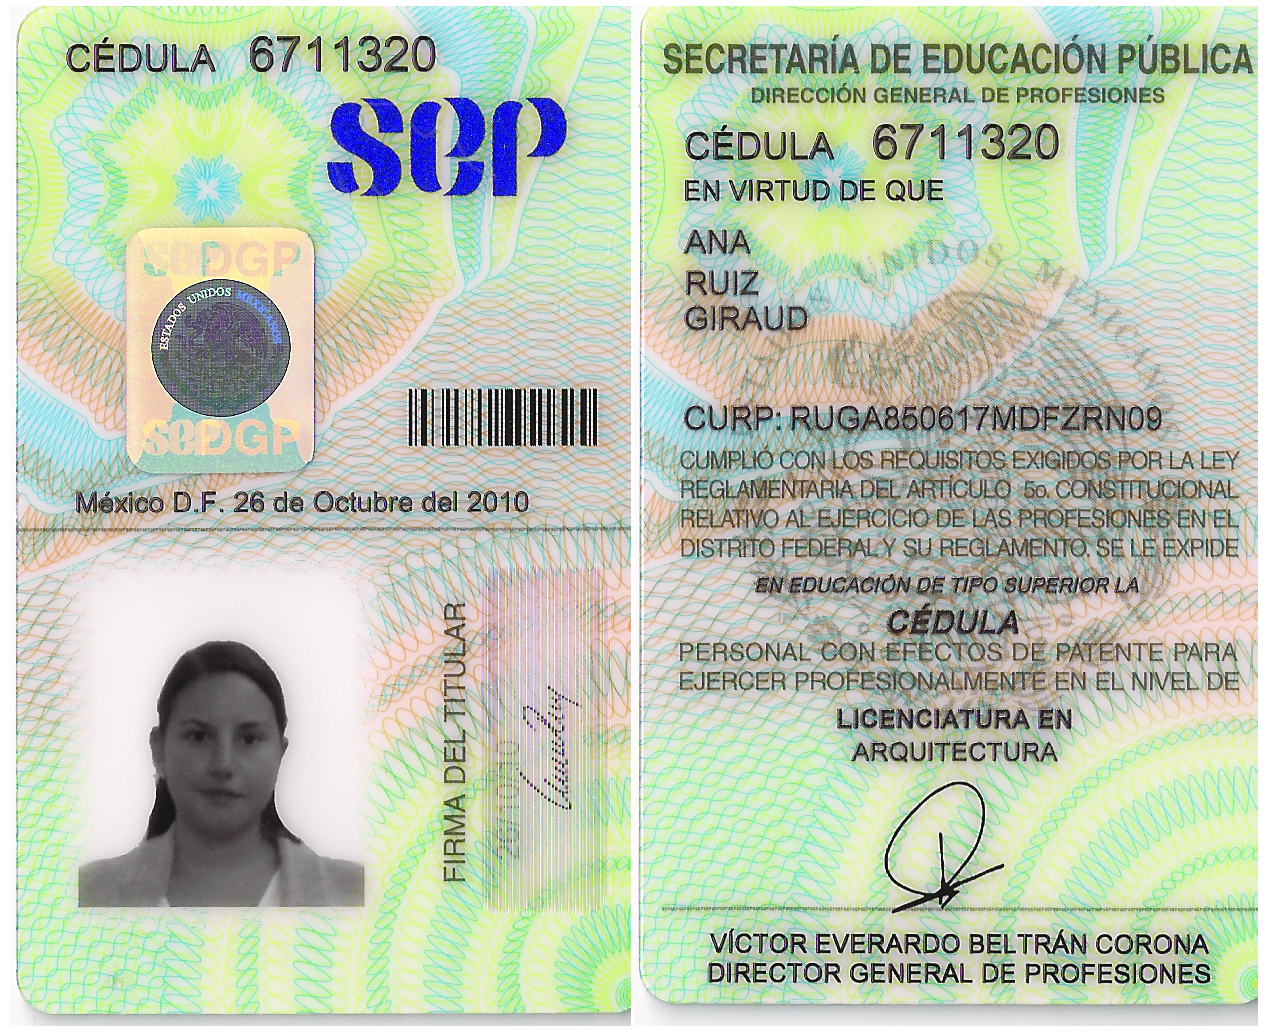 CÉDULA 6711320
sep
sepDGP
ESTADOS UNIDOS MEXICANOS
sepDGP
México D.F. 26 de Octubre del 2010
FIRMA DEL TITULAR
SECRETARÍA DE EDUCACIÓN PÚBLICA
DIRECCIÓN GENERAL DE PROFESIONES
CÉDULA 6711320
EN VIRTUD DE QUE
ANA
RUIZ
GIRAUD
UNIDOS MEXICANOS
CURP: RUGA850617MDFZRN09
CUMPLIÓ CON LOS REQUISITOS EXIGIDOS POR LA LEY
REGLAMENTARIA DEL ARTÍCULO 5o. CONSTITUCIONAL
RELATIVO AL EJERCICIO DE LAS PROFESIONES EN EL
DISTRITO FEDERAL Y SU REGLAMENTO. SE LE EXPIDE
EN EDUCACIÓN DE TIPO SUPERIOR LA
CÉDULA
PERSONAL CON EFECTOS DE PATENTE PARA
EJERCER PROFESIONALMENTE EN EL NIVEL DE
LICENCIATURA EN
ARQUITECTURA
VÍCTOR EVERARDO BELTRÁN CORONA
DIRECTOR GENERAL DE PROFESIONES